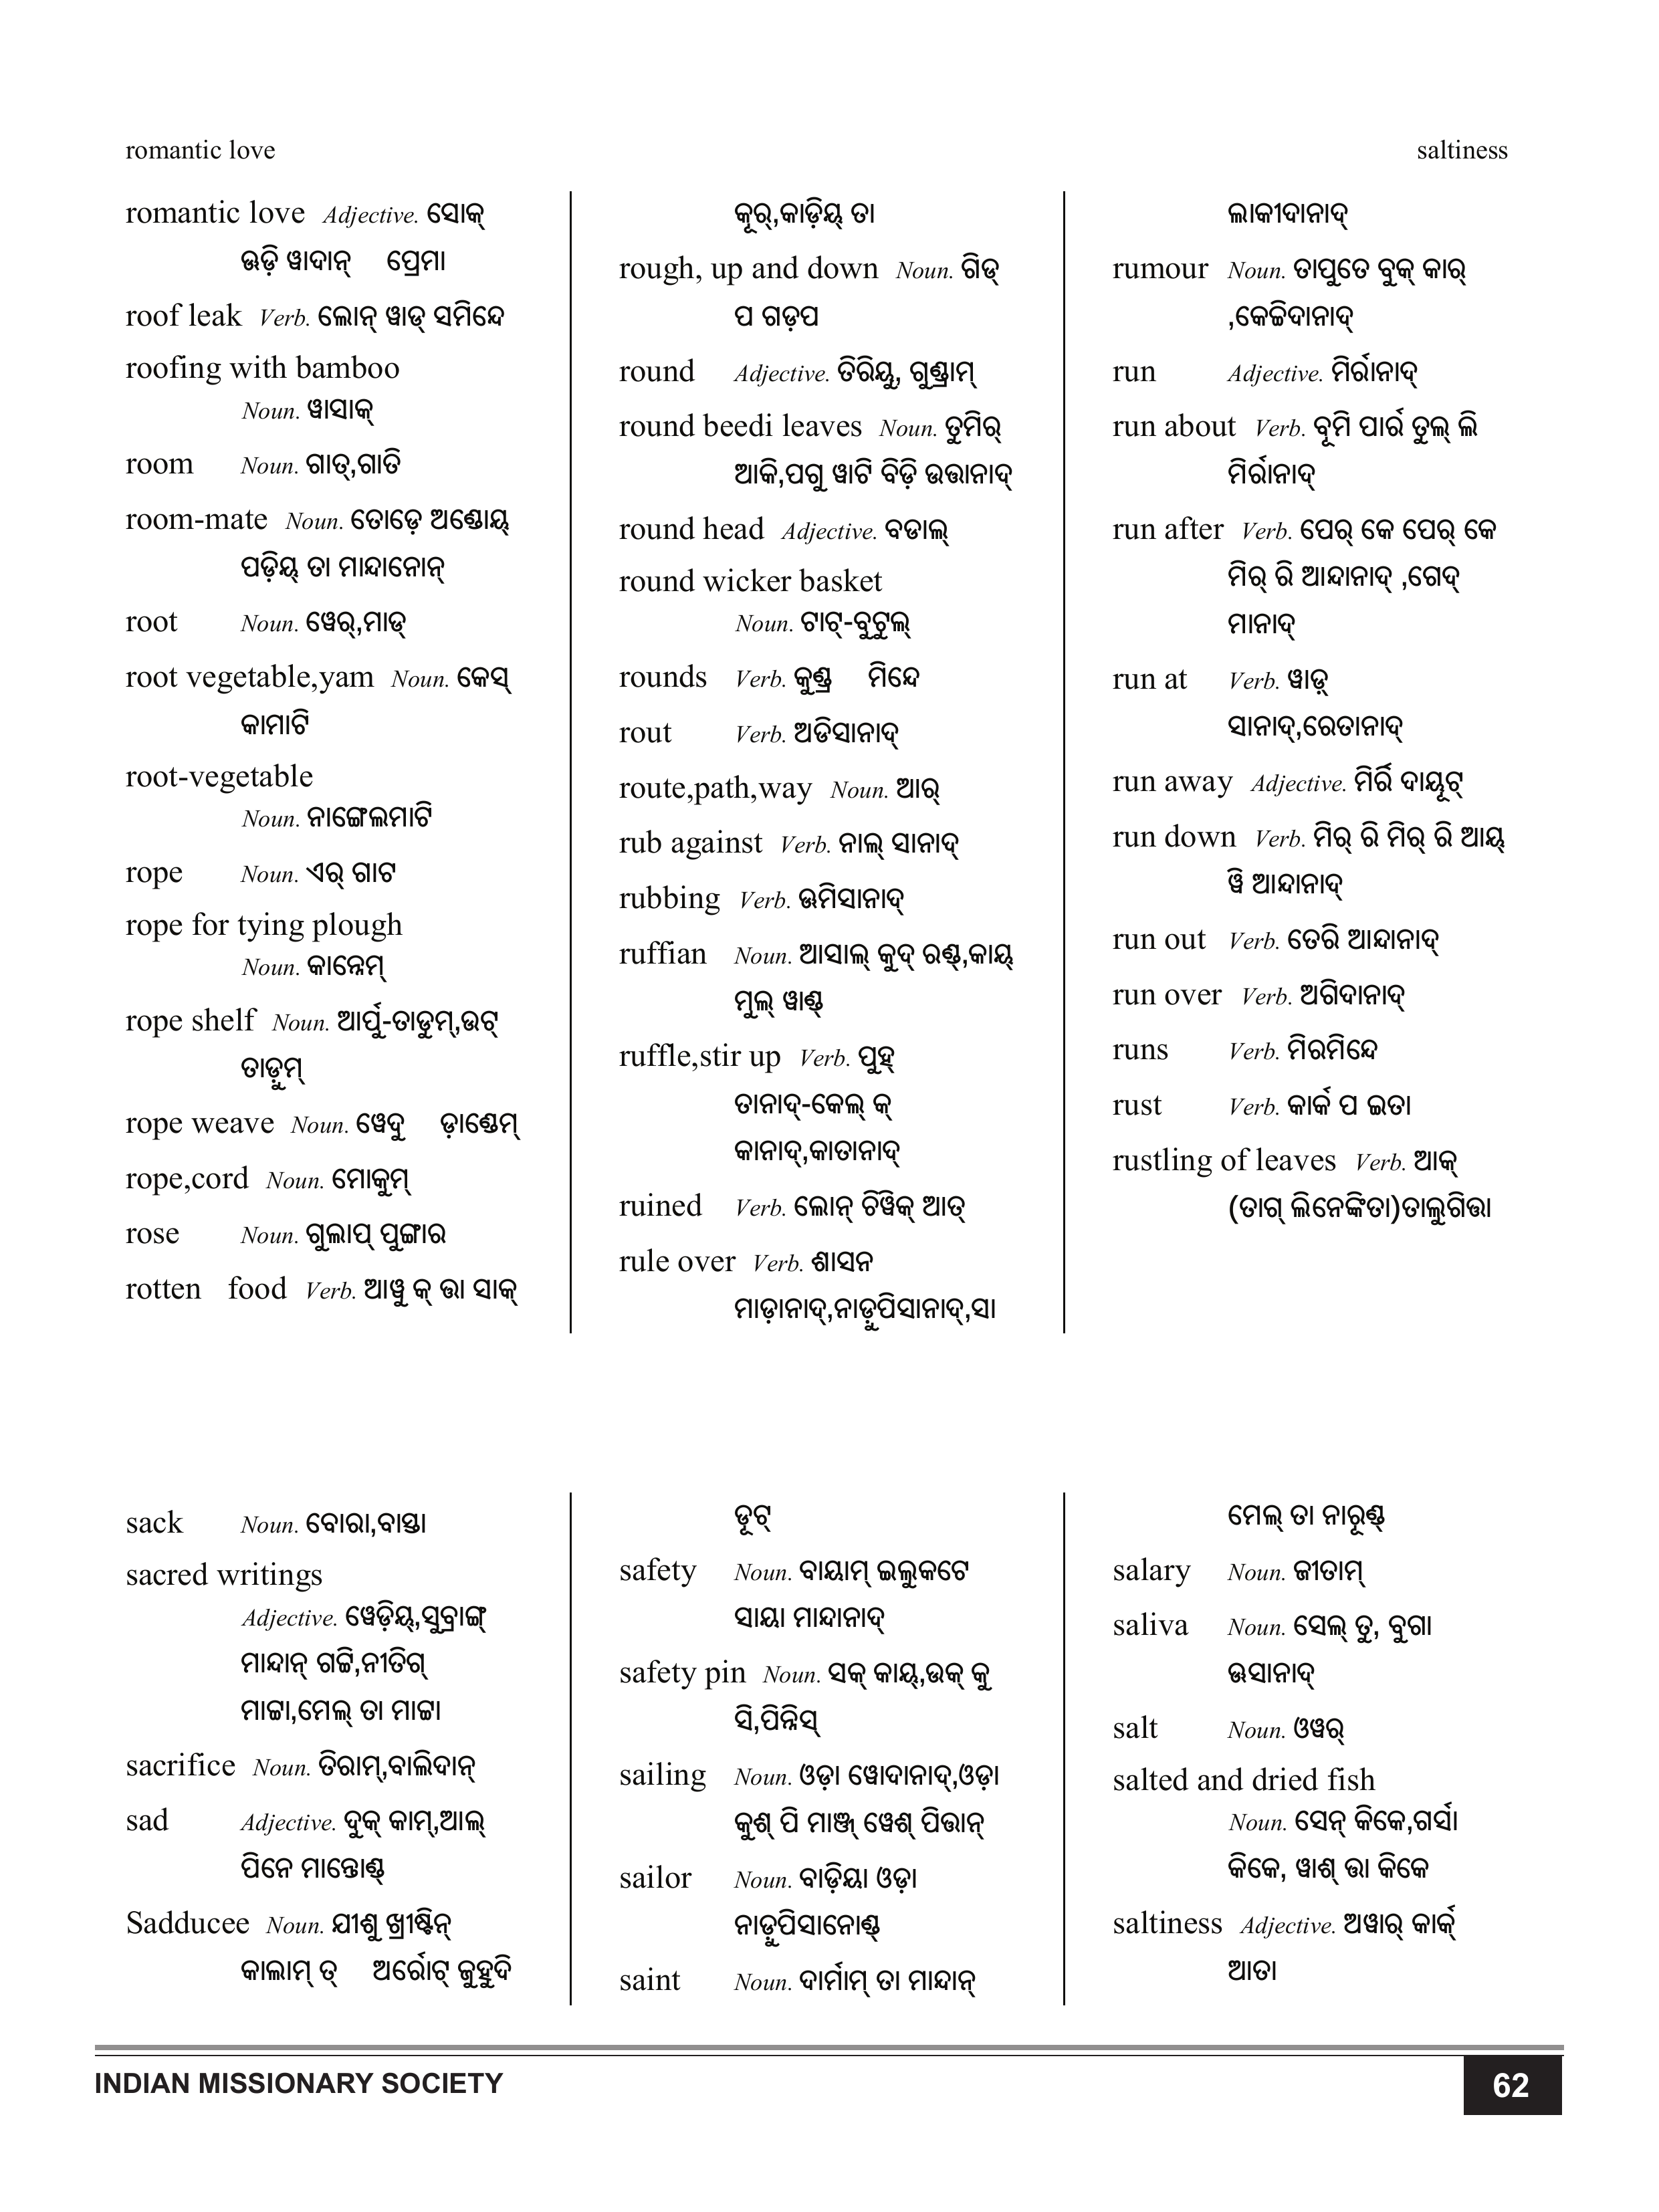 romantic love
saltiness
romantic love Adjective. ସୋକ୍
ଊଡ଼ି ୱାଦାନ୍ ପ୍ରେମା
roof leak Verb. ଲୋନ୍ ୱାଡ୍ ସମିନ୍ଦେ
roofing with bamboo
Noun. ୱାସାକ୍
room Noun. ଗାତ୍,ଗାତି
room-mate Noun. ତୋଡ଼େ ଅଣ୍ଡୋୟ୍
ପଡ଼ିୟ୍ ତା ମାନ୍ଦାନୋନ୍
root Noun. ୱେର୍,ମାଡ୍
root vegetable,yam Noun. କେସ୍
କାମାଟି
root-vegetable
Noun. ନାଙ୍ଗେଲମାଟି
rope Noun. ଏର୍ ଗାଟ
rope for tying plough
Noun. କାନ୍ନେମ୍
rope shelf Noun. ଆର୍ପୁ-ତାଡୁମ୍,ଉଟ୍
ତାଡୁ଼ମ୍
rope weave Noun. ୱେଦୁ ଡ଼ାଣ୍ଡେମ୍
rope,cord Noun. ମୋକୁମ୍
rose Noun. ଗୁଲାପ୍ ପୁଙ୍ଗାର
rotten food Verb. ଆୱୁ କ୍ ତ୍ତା ସାକ୍
କୂର୍,କାଡ଼ିୟ୍ ତା
rough, up and down Noun. ଗିଡ୍
ପ ଗଡ଼ପ
round Adjective. ତିରିୟୁ, ଗୁଣ୍ଡ୍ରାମ୍
round beedi leaves Noun. ତୁମିର୍
ଆକି,ପଗୁ ୱାଟି ବିଡ଼ି ଉତ୍ତାନାଦ୍
round head Adjective. ବଡାଲ୍
round wicker basket
Noun. ଟାଟ୍-ବୁଟୁଲ୍
rounds Verb. କୁଣ୍ଡ୍ର ମିନ୍ଦେ
rout Verb. ଅଡିସାନାଦ୍
route,path,way Noun. ଆର୍
rub against Verb. ନାଲ୍ ସାନାଦ୍
rubbing Verb. ଊମିସାନାଦ୍
ruffian Noun. ଆସାଲ୍ କୁଦ୍ ରଣ୍ଡ୍,କାୟ୍
ମୁଲ୍ ୱାଣ୍ଡ୍
ruffle,stir up Verb. ପୁହ୍
ତାନାଦ୍-କେଲ୍ କ୍
କାନାଦ୍,କାତାନାଦ୍
ruined Verb. ଲୋନ୍ ଚିୱିକ୍ ଆତ୍
rule over Verb. ଶାସନ
ମାଡ଼ାନାଦ୍,ନାଡୁ଼ପିସାନାଦ୍,ସା
ଲାକୀଦାନାଦ୍
rumour Noun. ତାପୁତେ ବୁକ୍ କାର୍
,କେଚ୍ଚିଦାନାଦ୍
run Adjective. ମିର୍ରାନାଦ୍
run about Verb. ବୂମି ପାର୍ର ତୁଲ୍ ଲି
ମିର୍ରାନାଦ୍
run after Verb. ପେର୍ କେ ପେର୍ କେ
ମିର୍ ରି ଆନ୍ଦାନାଦ୍ ,ଗେଦ୍
ମାନାଦ୍
run at Verb. ୱାଡ଼୍
ସାନାଦ୍,ରେତାନାଦ୍
run away Adjective. ମିର୍ରି ଦାୟୂଟ୍
run down Verb. ମିର୍ ରି ମିର୍ ରି ଆୟ୍
ୱି ଆନ୍ଦାନାଦ୍
run out Verb. ତେରି ଆନ୍ଦାନାଦ୍
run over Verb. ଅଗିଦାନାଦ୍
runs Verb. ମିରମିନ୍ଦେ
rust Verb. କାର୍କ ପ ଇତା
rustling of leaves Verb. ଆକ୍
(ତାଗ୍ ଲିନେଙ୍କିତା)ତାଲୁଗିତ୍ତା
sack Noun. ବୋରା,ବାସ୍ତା
sacred writings
Adjective. ୱେଡ଼ିୟ୍,ସୁବ୍ରାଙ୍ଗ୍
ମାନ୍ଦାନ୍ ଗଟ୍ଟି,ନୀତିଗ୍
ମାଟ୍ଟା,ମେଲ୍ ତା ମାଟ୍ଟା
sacrifice Noun. ତିରାମ୍,ବାଲିଦାନ୍
sad Adjective. ଦୁକ୍ କାମ୍,ଆଲ୍
ପିନେ ମାନ୍ତୋଣ୍ଡ୍
Sadducee Noun. ଯୀଶୁ ଖ୍ରୀଷ୍ଟିନ୍
କାଲାମ୍ ତ୍ ଅର୍ରୋଟ୍ ଜୁହୁଦି
ଡୂଟ୍
safety Noun. ବାୟାମ୍ ଇଲୁକଟେ
ସାୟା ମାନ୍ଦାନାଦ୍
safety pin Noun. ସକ୍ କାୟ୍,ଉକ୍ କୁ
ସି,ପିନ୍ନିସ୍
sailing Noun. ଓଡ଼ା ୱୋଦାନାଦ୍,ଓଡ଼ା
କୁଶ୍ ପି ମାଞ୍ଜ୍ ୱେଶ୍ ପିତ୍ତାନ୍
sailor Noun. ବାଡ଼ିୟା ଓଡ଼ା
ନାଡୁ଼ପିସାନୋଣ୍ଡ୍
saint Noun. ଦାର୍ମାମ୍ ତା ମାନ୍ଦାନ୍
ମେଲ୍ ତା ନାରୂଣ୍ଡ୍
salary Noun. ଜୀତାମ୍
saliva Noun. ସେଲ୍ ତୁ, ବୁଗା
ଊସାନାଦ୍
salt Noun. ଓୱର୍
salted and dried fish
Noun. ସେନ୍ କିକେ,ଗର୍ସା
କିକେ, ୱାଶ୍ ତ୍ତା କିକେ
saltiness Adjective. ଅୱାର୍ କାର୍କ୍
ଆତା
INDIAN MISSIONARY SOCIETY
62